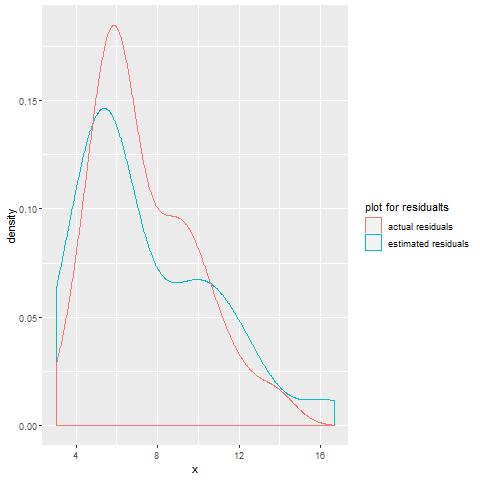 0.15
0.10
0.05
0.00
density
4 8 12 16
x
plot for residualts
actual residuals
estimated residuals